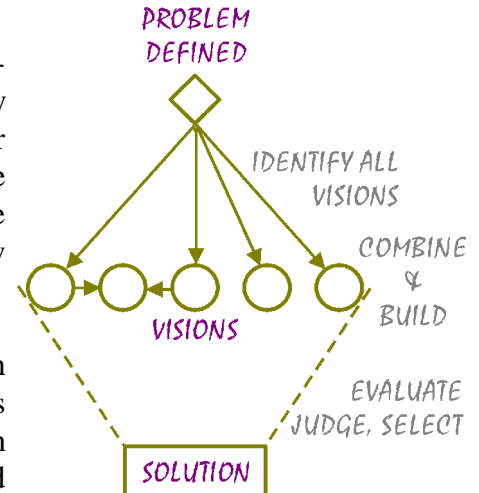 PROBLEM
DEFINED
IDENTIFY ALL
VISIONS
COMBINE
&
BUILD
VISIONS
EVALUATE
JUDGE, SELECT
SOLUTION